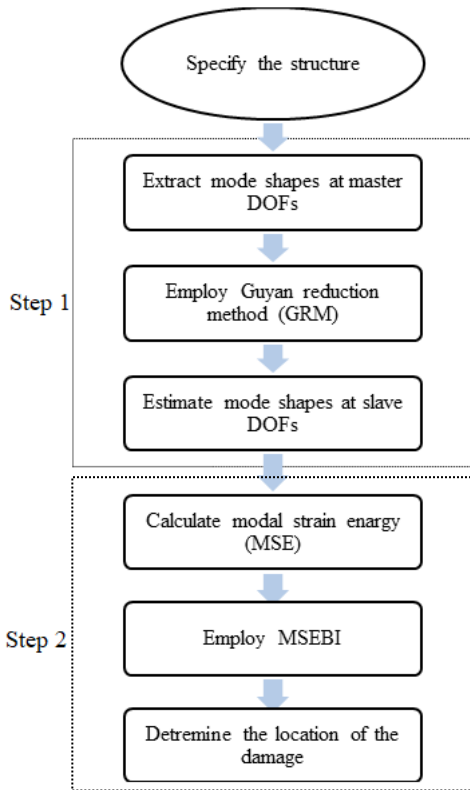 Specify the structure
Extract mode shapes at master
DOFs
Step 1
Employ Guyan reduction
method (GRM)
Estimate mode shapes at slave
DOFs
Calculate modal strain enargy
(MSE)
Step 2
Employ MSEBI
Detremine the location of the
damage